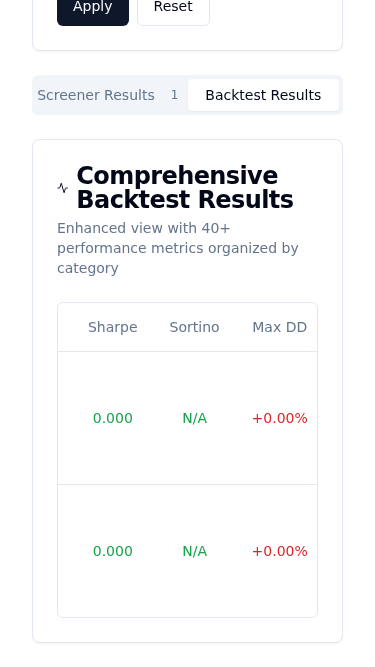 Apply Reset
Screener Results 1 Backtest Results
Comprehensive
Backtest Results
Enhanced view with 40+
performance metrics organized by
category
Sharpe Sortino Max DD
0.000 N/A +0.00%
0.000 N/A +0.00%